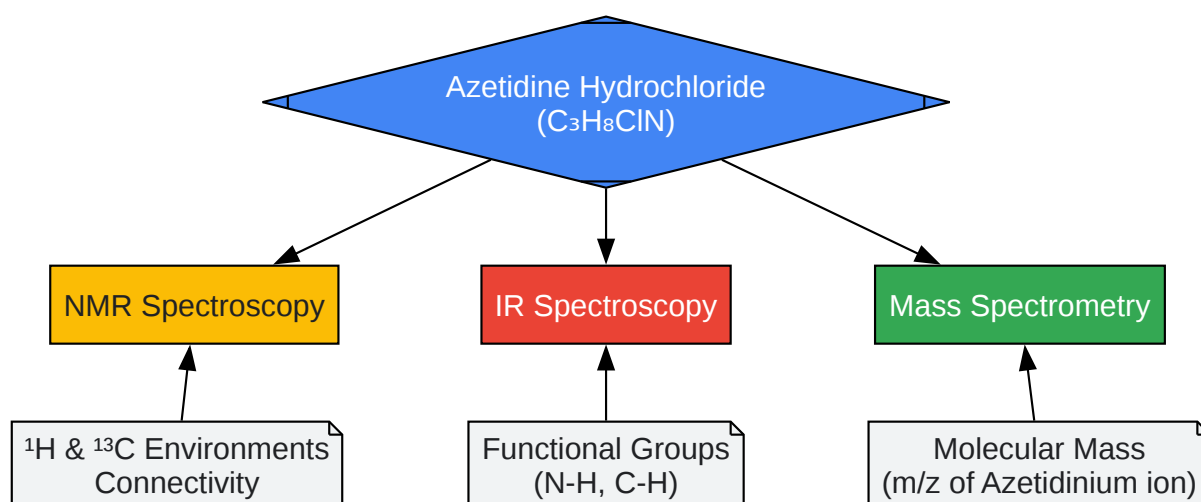 Azetidine Hydrochloride
(C₃H₈ClN)
NMR Spectroscopy
IR Spectroscopy
Mass Spectrometry
¹H & ¹³C Environments
Connectivity
Functional Groups
(N-H, C-H)
Molecular Mass
(m/z of Azetidinium ion)